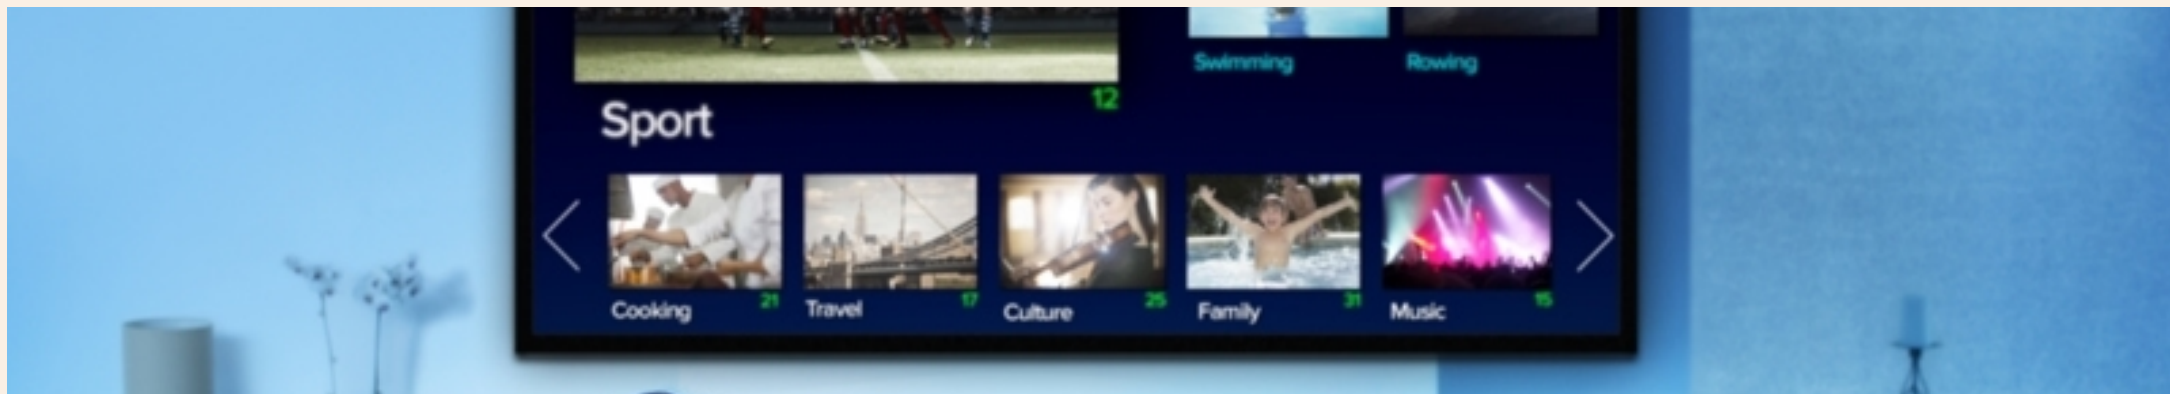 Swimming
Rowing
12
Sport
21
17
25
31
15
Cooking
Travel
Culture
Family
Music